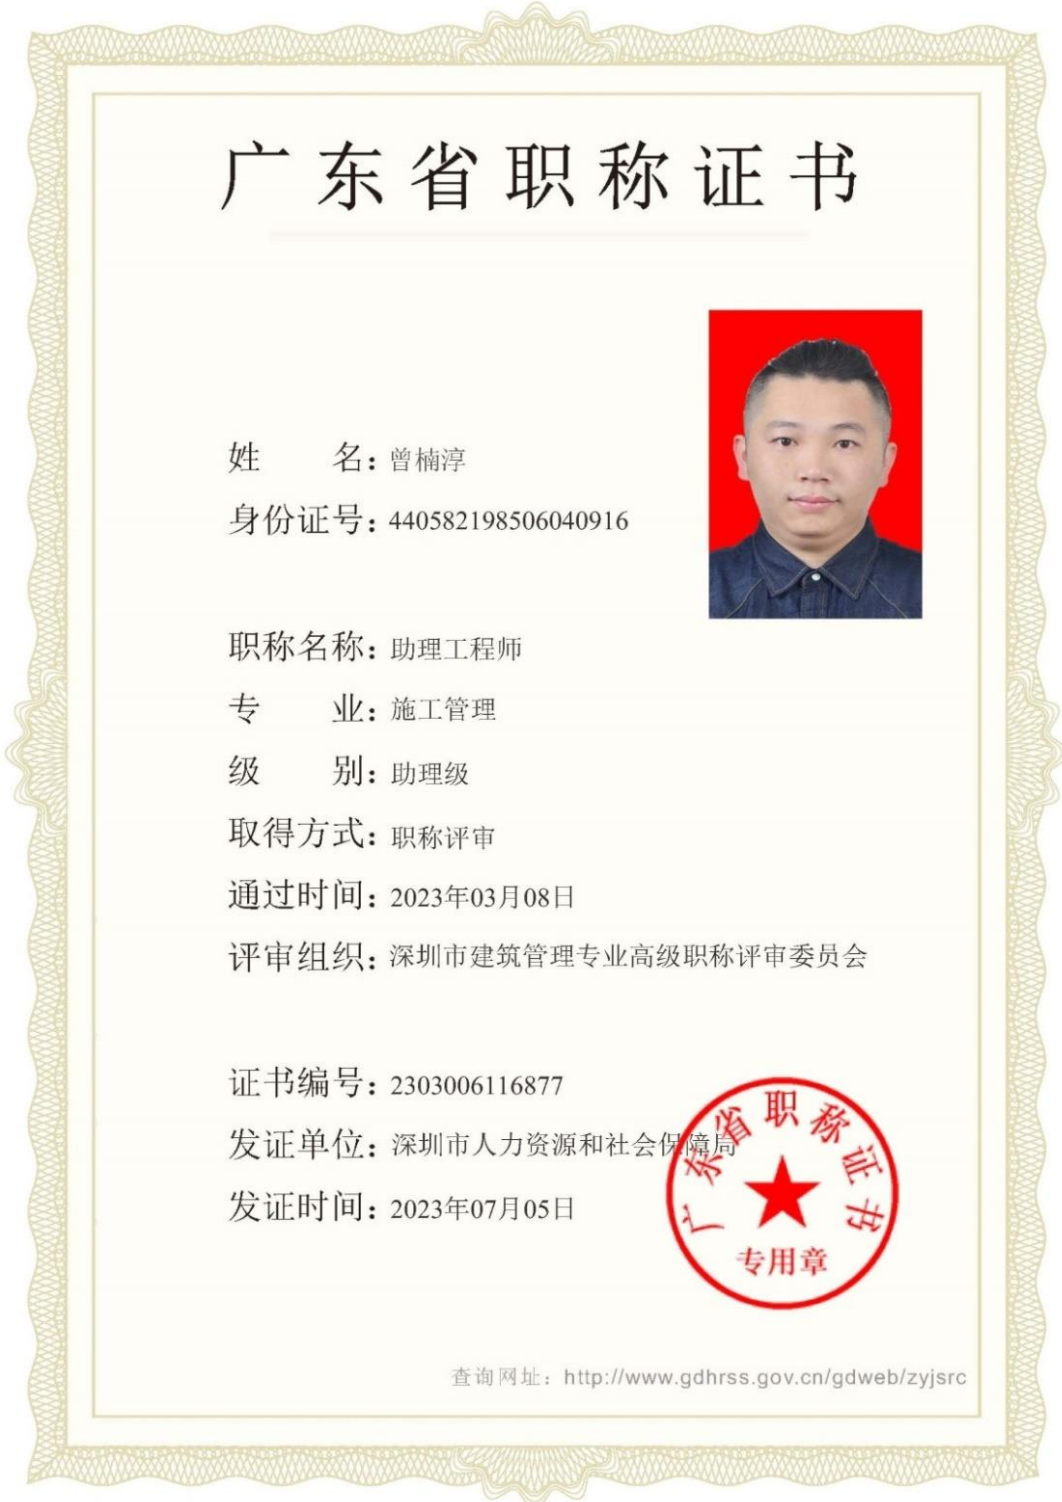 广东省职称证书
姓 名：曾楠淳
身份证号：440582198506040916
职称名称：助理工程师
专 业：施工管理
级 别：助理级
取得方式：职称评审
通过时间：2023年03月08日
评审组织：深圳市建筑管理专业高级职称评审委员会
证书编号：2303006116877
发证单位：深圳市人力资源和社会保障局
发证时间：2023年07月05日
广东省职称证书
专用章
查询网址：http://www.gdhrss.gov.cn/gdweb/zyjsrc